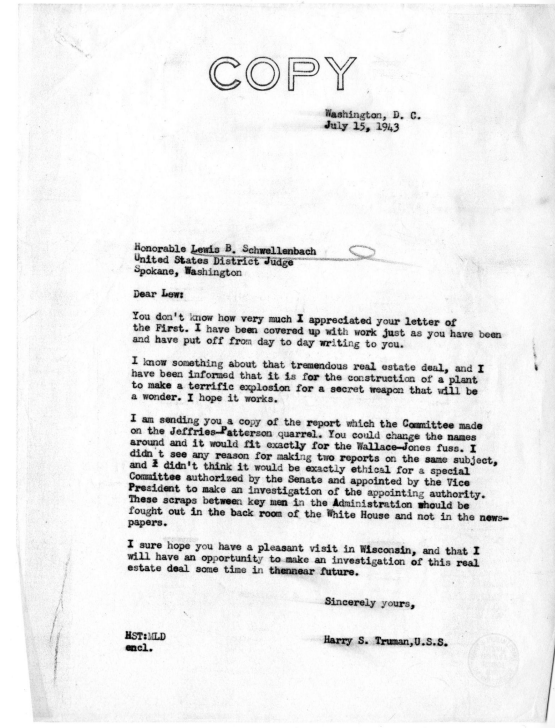 COPY
Washington, D. C.
July 15, 1943
Honorable Lewis B. Schwellenbach
United States District Judge
Spokane, Washington
Dear Lew:
You don't know how very much I appreciated your letter of
the First. I have been covered up with work just as you have been
and have put off from day to day writing to you.
I know something about that tremendous real estate deal, and I
have been informed that it is for the construction of a plant
to make a terrific explosion for a secret weapon that will be
a wonder. I hope it works.
I am sending you a copy of the report which the Committee made
on the Jeffries-Patterson quarrel. You could change the names
around and it would fit exactly for the Wallace-Jones fuss. I
didn't see any reason for making two reports on the same subject,
and I didn't think it would be exactly ethical for a special
Committee authorized by the Senate and appointed by the Vice
President to make an investigation of the appointing authority.
These scraps between key men in the Administration should be
fought out in the back room of the White House and not in the news-
papers.
I sure hope you have a pleasant visit in Wisconsin, and that I
will have an opportunity to make an investigation of this real
estate deal some time in thennear future.
Sincerely yours,
HST:MLD
encl.
Harry S. Truman,U.S.S.